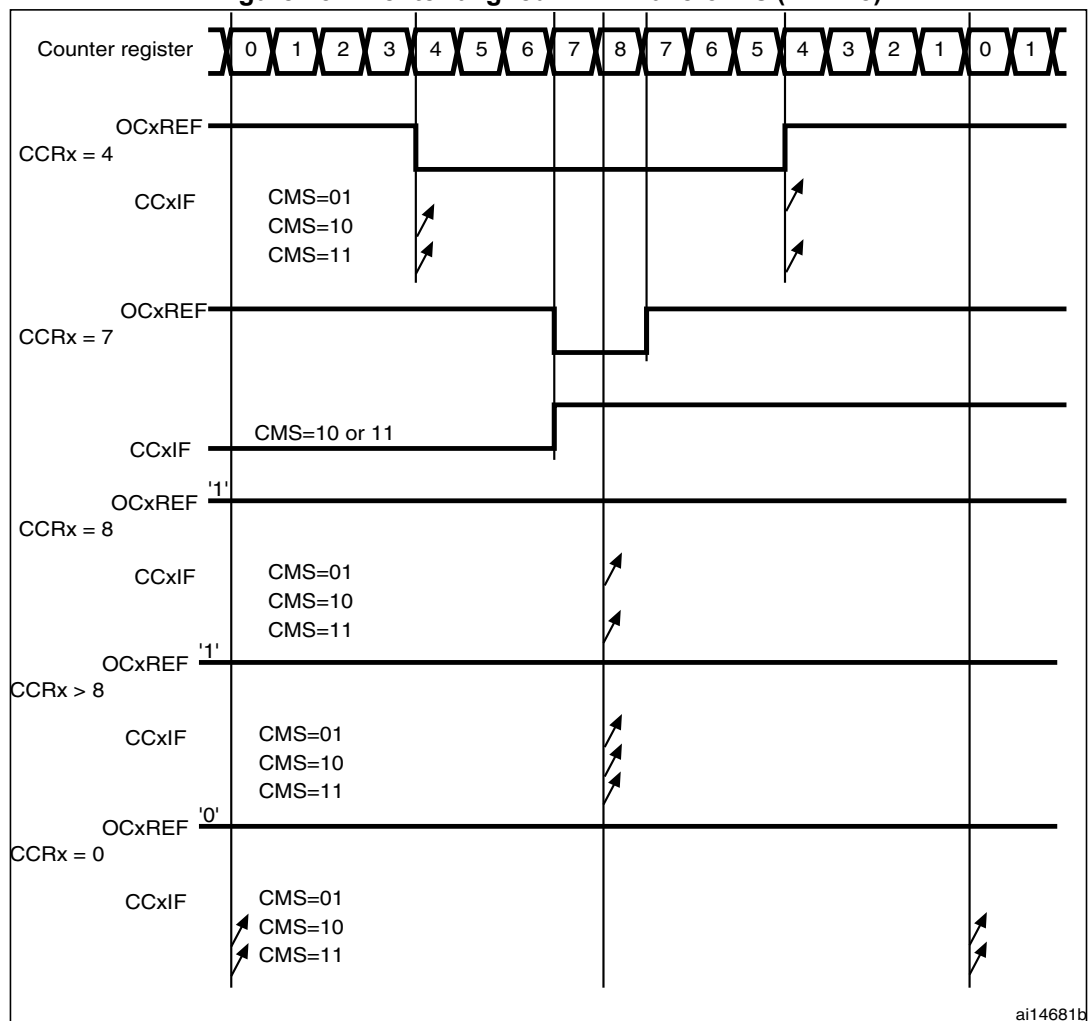 Counter register 0 1 2 3 4 5 6 7 8 7 6 5 4 3 2 1 0 1
OCxREF
CCRx = 4
CCxIF
CMS=01
CMS=10
CMS=11
OCxREF
CCRx = 7
CMS=10 or 11
CCxIF
'1'
OCxREF
CCRx = 8
CCxIF
CMS=01
CMS=10
CMS=11
'1'
OCxREF
CCRx > 8
CCxIF
CMS=01
CMS=10
CMS=11
'0'
OCxREF
CCRx = 0
CCxIF
CMS=01
CMS=10
CMS=11
ai14681b